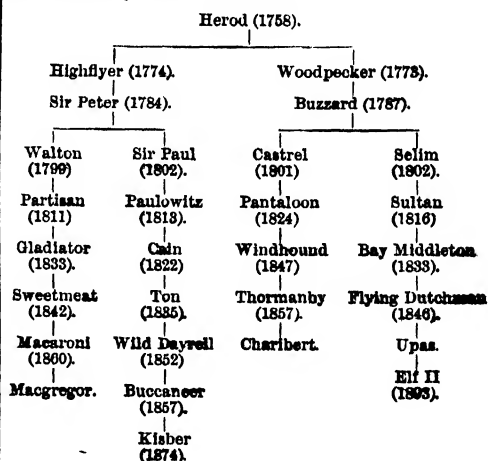 Herod (1758).
Highflyer (1774). Woodpecker (1773).
Sir Peter (1784). Buzzard (1787).
Walton Sir Paul Castrel Selim
(1799) (1802). (1801) (1802).
Partisan Paulowitz Pantaloon Sultan
(1811) (1813). (1824) (1816)
Gladiator Cain Windhound Bay Middleton
(1833). (1822) (1847) (1833).
Sweetmeat Ton Thormanby Flying Dutchman
(1842). (1835). (1857). (1846).
Macaroni Wild Dayrell Charibert. Upas.
(1860). (1852)
Macgregor. Buccaneer Elf II
(1857). (1893).
Kisber
(1874).